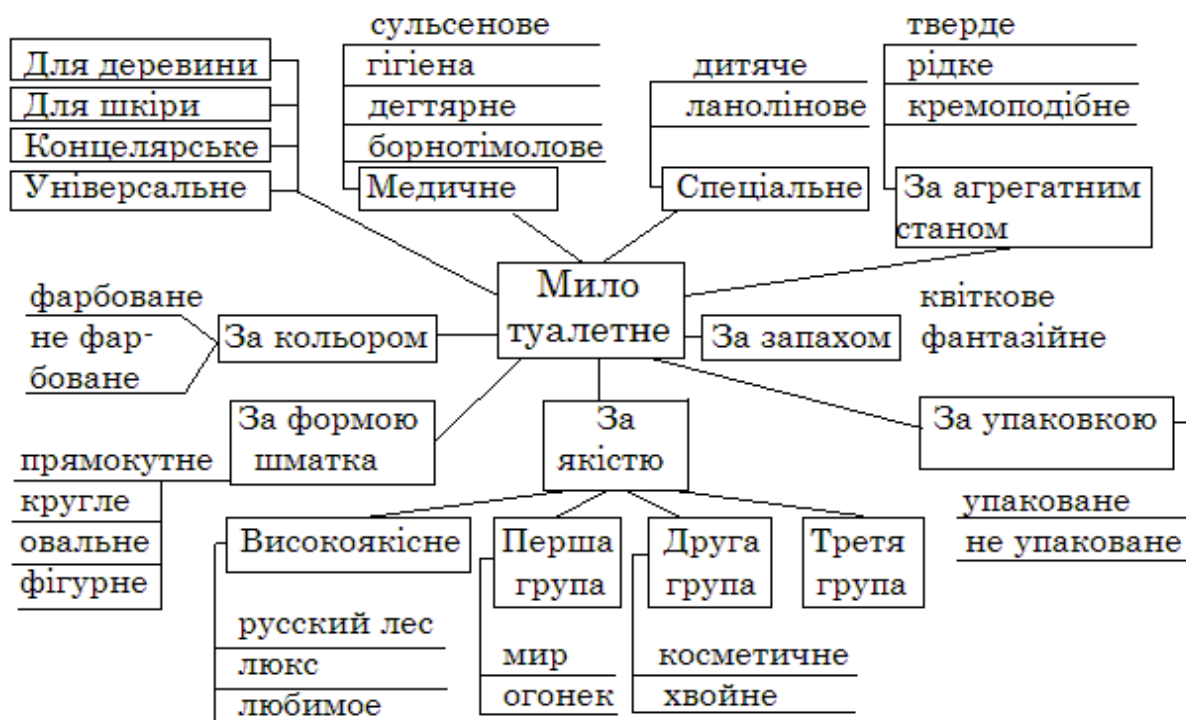 сульсенове
гігіена
дегтярне
борнотімолове
Медичне
Для деревини
Для шкіри
Концелярське
Універсальне
дитяче
ланолінове
Спеціальне
тверде
рідке
кремоподібне
За агрегатним
станом
Мило
туалетне
фарбоване
не фар-
боване
За кольором
За запахом
квіткове
фантазійне
За формою
шматка
прямокутне
кругле
овальне
фігурне
За
якістю
За упаковкою
упаковане
не упаковане
Високоякісне
русский лес
люкс
любимое
Перша
група
мир
огонек
Друга
група
косметичне
хвойне
Третя
група